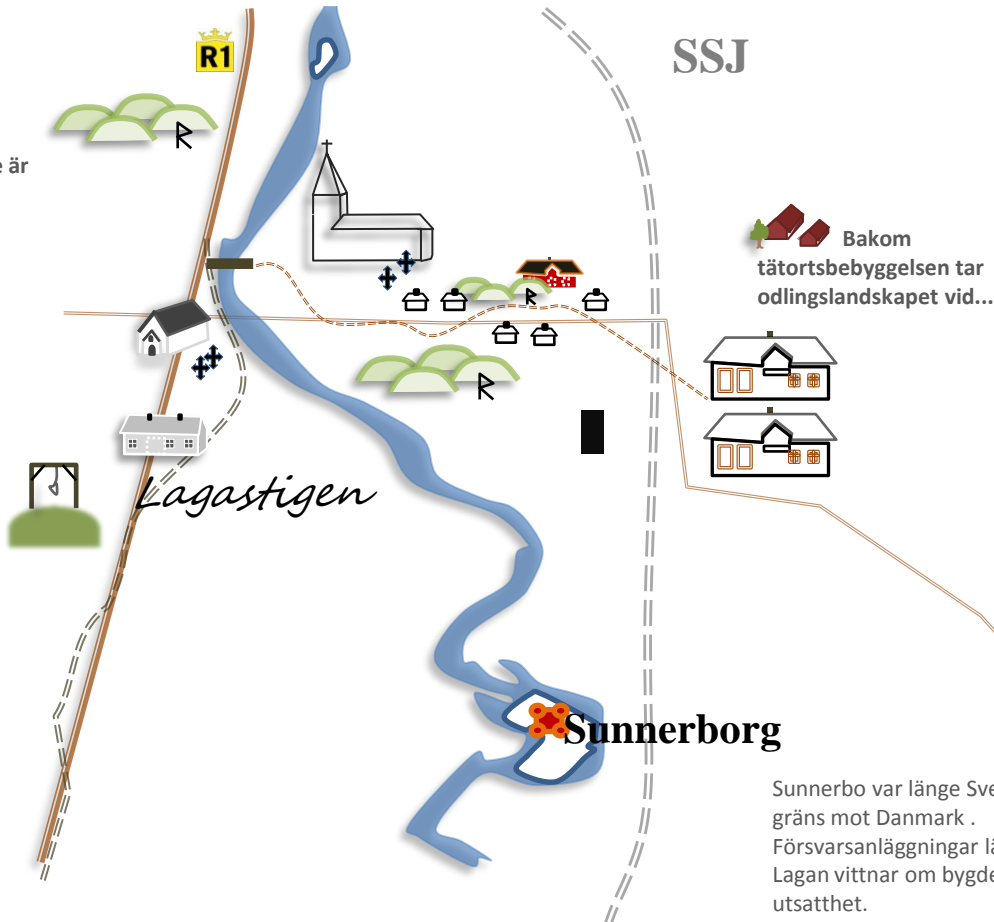 SSJ
R1
e är
Bakom
tätortsbebyggelsen tar
odlingslandskapet vid...
R
R
R
Lagastigen
Sunnerborg
Sunnerbo var länge Sve
gräns mot Danmark .
Försvarsanläggningar lä
Lagan vittnar om bygde
utsatthet.